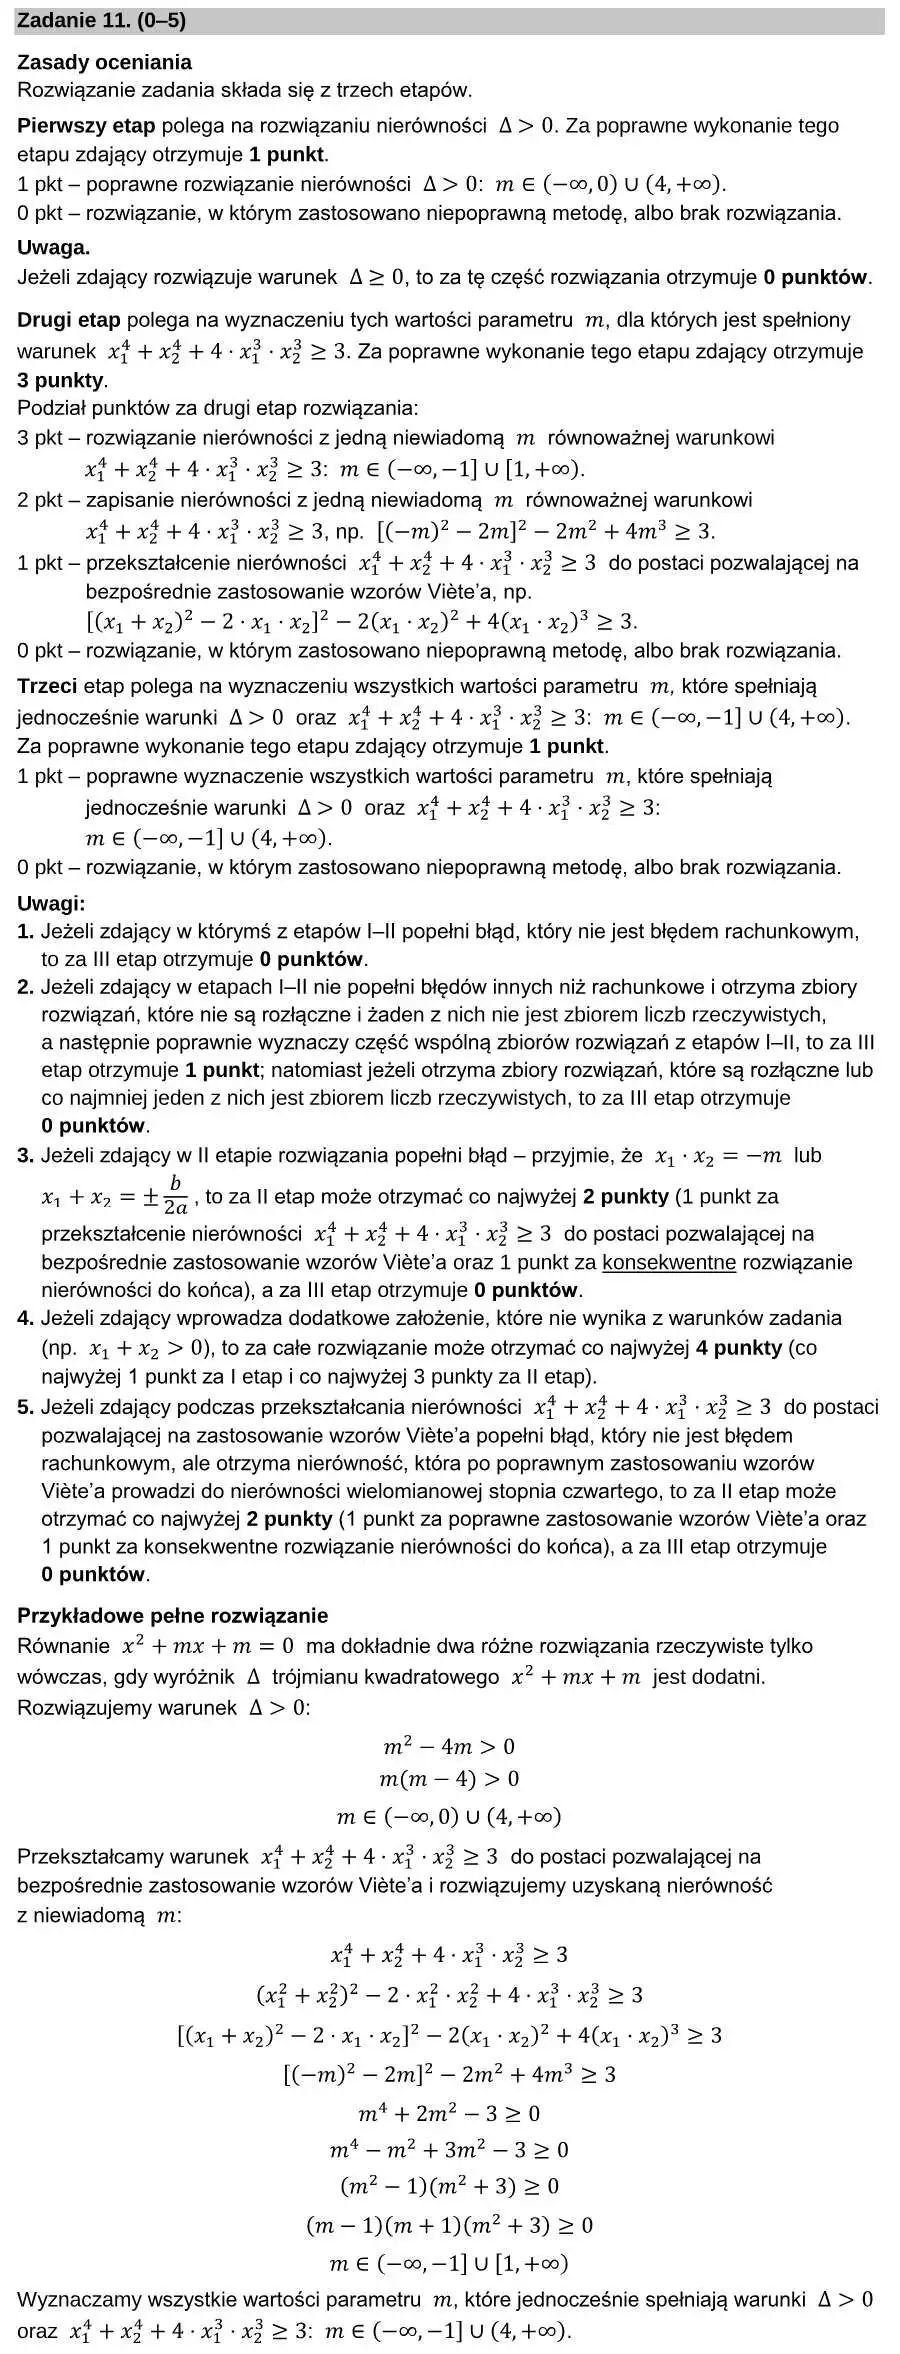 Zadanie 11. (0–5)
Zasady oceniania
Rozwiązanie zadania składa się z trzech etapów.
Pierwszy etap polega na rozwiązaniu nierówności Δ > 0. Za poprawne wykonanie tego
etapu zdający otrzymuje 1 punkt.
1 pkt – poprawne rozwiązanie nierówności Δ > 0: m ∈ (−∞, 0) ∪ (4, +∞).
0 pkt – rozwiązanie, w którym zastosowano niepoprawną metodę, albo brak rozwiązania.
Uwaga.
Jeżeli zdający rozwiązuje warunek Δ ≥ 0, to za tę część rozwiązania otrzymuje 0 punktów.
Drugi etap polega na wyznaczeniu tych wartości parametru m, dla których jest spełniony
warunek x₁⁴ + x₂⁴ + 4 · x₁³ · x₂³ ≥ 3. Za poprawne wykonanie tego etapu zdający otrzymuje
3 punkty.
Podział punktów za drugi etap rozwiązania:
3 pkt – rozwiązanie nierówności z jedną niewiadomą m równoważnej warunkowi
x₁⁴ + x₂⁴ + 4 · x₁³ · x₂³ ≥ 3: m ∈ (−∞, −1] ∪ [1, +∞).
2 pkt – zapisanie nierówności z jedną niewiadomą m równoważnej warunkowi
x₁⁴ + x₂⁴ + 4 · x₁³ · x₂³ ≥ 3, np. [(−m)² − 2m]² − 2m² + 4m³ ≥ 3.
1 pkt – przekształcenie nierówności x₁⁴ + x₂⁴ + 4 · x₁³ · x₂³ ≥ 3 do postaci pozwalającej na
bezpośrednie zastosowanie wzorów Viète’a, np.
[(x₁ + x₂)² − 2 · x₁ · x₂]² − 2(x₁ · x₂)² + 4(x₁ · x₂)³ ≥ 3.
0 pkt – rozwiązanie, w którym zastosowano niepoprawną metodę, albo brak rozwiązania.
Trzeci etap polega na wyznaczeniu wszystkich wartości parametru m, które spełniają
jednocześnie warunki Δ > 0 oraz x₁⁴ + x₂⁴ + 4 · x₁³ · x₂³ ≥ 3: m ∈ (−∞, −1] ∪ (4, +∞).
Za poprawne wykonanie tego etapu zdający otrzymuje 1 punkt.
1 pkt – poprawne wyznaczenie wszystkich wartości parametru m, które spełniają
jednocześnie warunki Δ > 0 oraz x₁⁴ + x₂⁴ + 4 · x₁³ · x₂³ ≥ 3:
m ∈ (−∞, −1] ∪ (4, +∞).
0 pkt – rozwiązanie, w którym zastosowano niepoprawną metodę, albo brak rozwiązania.
Uwagi:
1. Jeżeli zdający w którymś z etapów I–II popełni błąd, który nie jest błędem rachunkowym,
to za III etap otrzymuje 0 punktów.
2. Jeżeli zdający w etapach I–II nie popełni błędów innych niż rachunkowe i otrzyma zbiory
rozwiązań, które nie są rozłączne i żaden z nich nie jest zbiorem liczb rzeczywistych,
a następnie poprawnie wyznaczy część wspólną zbiorów rozwiązań z etapów I–II, to za III
etap otrzymuje 1 punkt; natomiast jeżeli otrzyma zbiory rozwiązań, które są rozłączne lub
co najmniej jeden z nich jest zbiorem liczb rzeczywistych, to za III etap otrzymuje
0 punktów.
3. Jeżeli zdający w II etapie rozwiązania popełni błąd – przyjmie, że x₁ · x₂ = −m lub
x₁ + x₂ = ± b/2a , to za II etap może otrzymać co najwyżej 2 punkty (1 punkt za
przekształcenie nierówności x₁⁴ + x₂⁴ + 4 · x₁³ · x₂³ ≥ 3 do postaci pozwalającej na
bezpośrednie zastosowanie wzorów Viète’a oraz 1 punkt za konsekwentne rozwiązanie
nierówności do końca), a za III etap otrzymuje 0 punktów.
4. Jeżeli zdający wprowadza dodatkowe założenie, które nie wynika z warunków zadania
(np. x₁ + x₂ > 0), to za całe rozwiązanie może otrzymać co najwyżej 4 punkty (co
najwyżej 1 punkt za I etap i co najwyżej 3 punkty za II etap).
5. Jeżeli zdający podczas przekształcania nierówności x₁⁴ + x₂⁴ + 4 · x₁³ · x₂³ ≥ 3 do postaci
pozwalającej na zastosowanie wzorów Viète’a popełni błąd, który nie jest błędem
rachunkowym, ale otrzyma nierówność, która po poprawnym zastosowaniu wzorów
Viète’a prowadzi do nierówności wielomianowej stopnia czwartego, to za II etap może
otrzymać co najwyżej 2 punkty (1 punkt za poprawne zastosowanie wzorów Viète’a oraz
1 punkt za konsekwentne rozwiązanie nierówności do końca), a za III etap otrzymuje
0 punktów.
Przykładowe pełne rozwiązanie
Równanie x² + mx + m = 0 ma dokładnie dwa różne rozwiązania rzeczywiste tylko
wówczas, gdy wyróżnik Δ trójmianu kwadratowego x² + mx + m jest dodatni.
Rozwiązujemy warunek Δ > 0:
m² − 4m > 0
m(m − 4) > 0
m ∈ (−∞, 0) ∪ (4, +∞)
Przekształcamy warunek x₁⁴ + x₂⁴ + 4 · x₁³ · x₂³ ≥ 3 do postaci pozwalającej na
bezpośrednie zastosowanie wzorów Viète’a i rozwiązujemy uzyskaną nierówność
z niewiadomą m:
x₁⁴ + x₂⁴ + 4 · x₁³ · x₂³ ≥ 3
(x₁² + x₂²)² − 2 · x₁² · x₂² + 4 · x₁³ · x₂³ ≥ 3
[(x₁ + x₂)² − 2 · x₁ · x₂]² − 2(x₁ · x₂)² + 4(x₁ · x₂)³ ≥ 3
[(−m)² − 2m]² − 2m² + 4m³ ≥ 3
m⁴ + 2m² − 3 ≥ 0
m⁴ − m² + 3m² − 3 ≥ 0
(m² − 1)(m² + 3) ≥ 0
(m − 1)(m + 1)(m² + 3) ≥ 0
m ∈ (−∞, −1] ∪ [1, +∞)
Wyznaczamy wszystkie wartości parametru m, które jednocześnie spełniają warunki Δ > 0
oraz x₁⁴ + x₂⁴ + 4 · x₁³ · x₂³ ≥ 3: m ∈ (−∞, −1] ∪ (4, +∞).